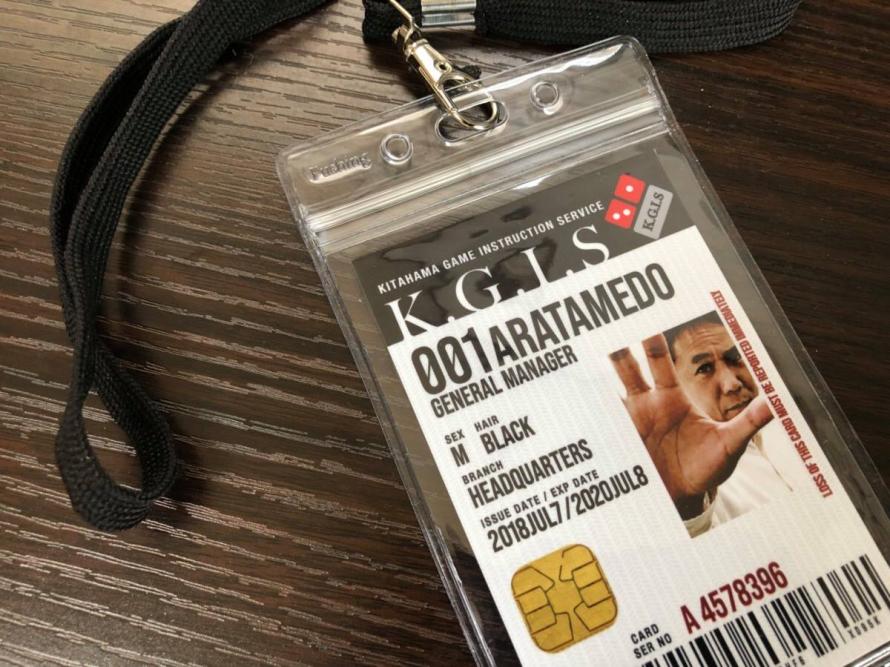 Pushing
KITAHAMA GAME INSTRUCTION SERVICE
K.G.I.S
K.G.I.S
001ARATAMEDO
GENERAL MANAGER
SEX HAIR
M BLACK
BRANCH
HEADQUARTERS
ISSUE DATE / EXP DATE
2018JUL7/2020JUL8
LOSS OF THIS CARD MUST BE REPORTED IMMEDIATELY
CARD
SER NO
A 4578396